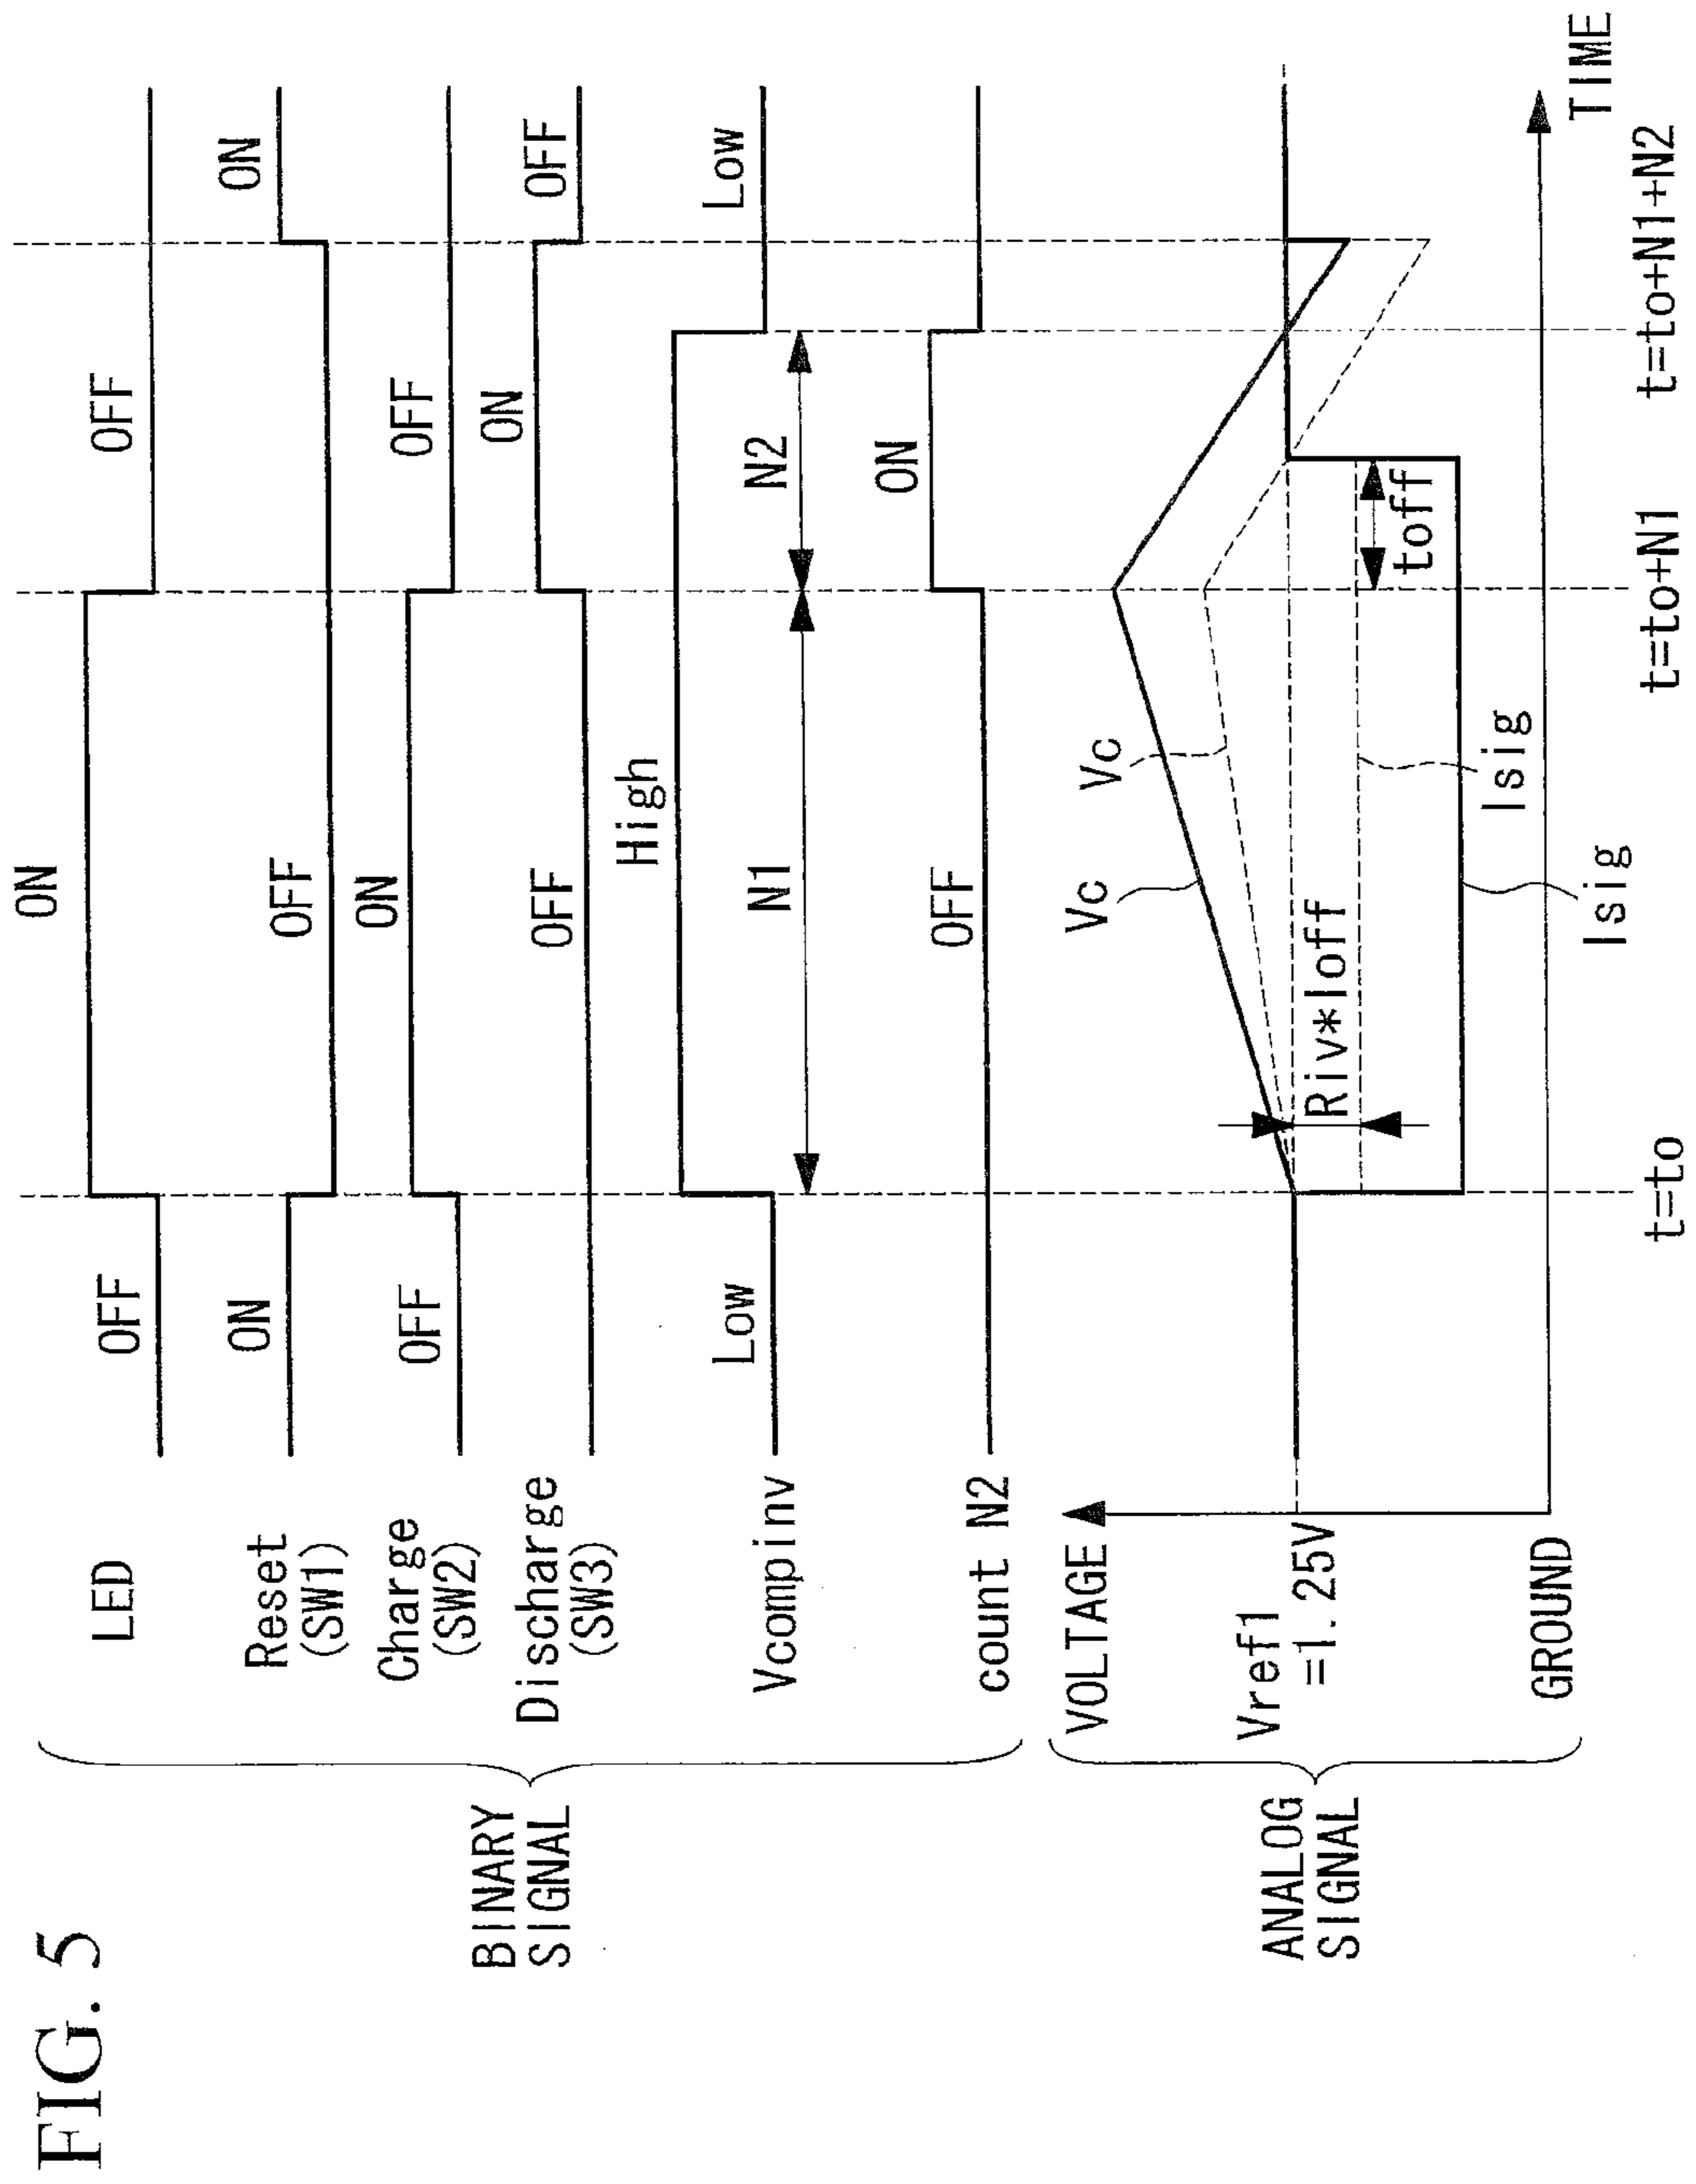 FIG. 5
BINARY
SIGNAL
LED
OFF
ON
OFF
Reset
(SW1)
ON
OFF
ON
Charge
(SW2)
OFF
ON
OFF
Discharge
(SW3)
OFF
ON
OFF
Vcompinv
Low
High
Low
N1
N2
count N2
OFF
ON
ANALOG
SIGNAL
VOLTAGE
Vref1
=1.25V
GROUND
Vc
Vc
Riv*Ioff
toff
Isig
Isig
t=to
t=to+N1
t=to+N1+N2
TIME